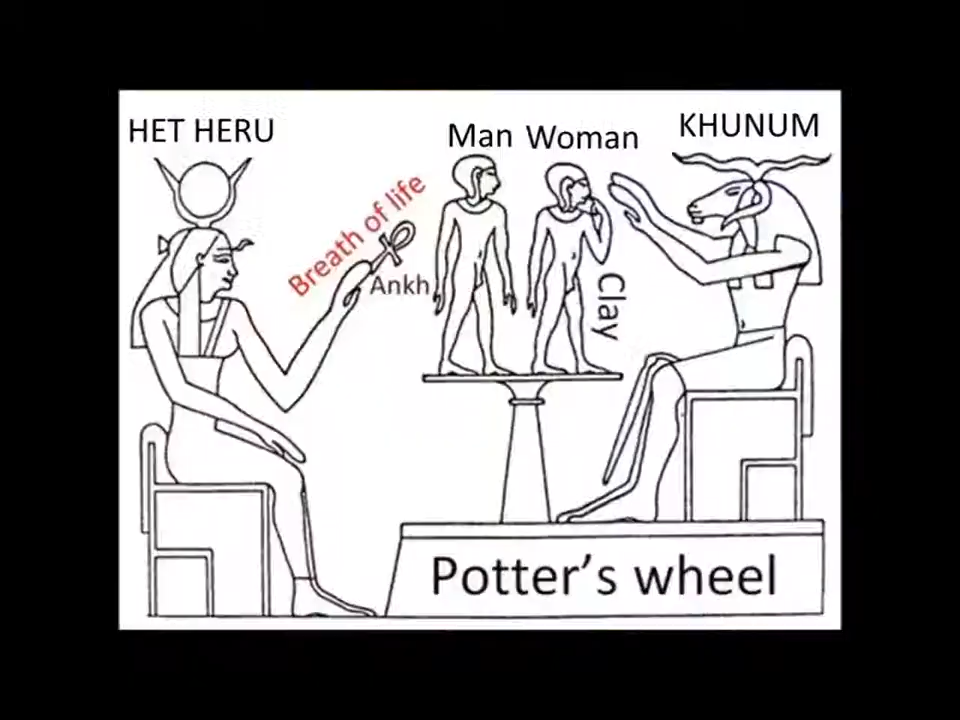 HET HERU
Man Woman
KHUNUM
Breath of life
Ankh
Clay
Potter’s wheel